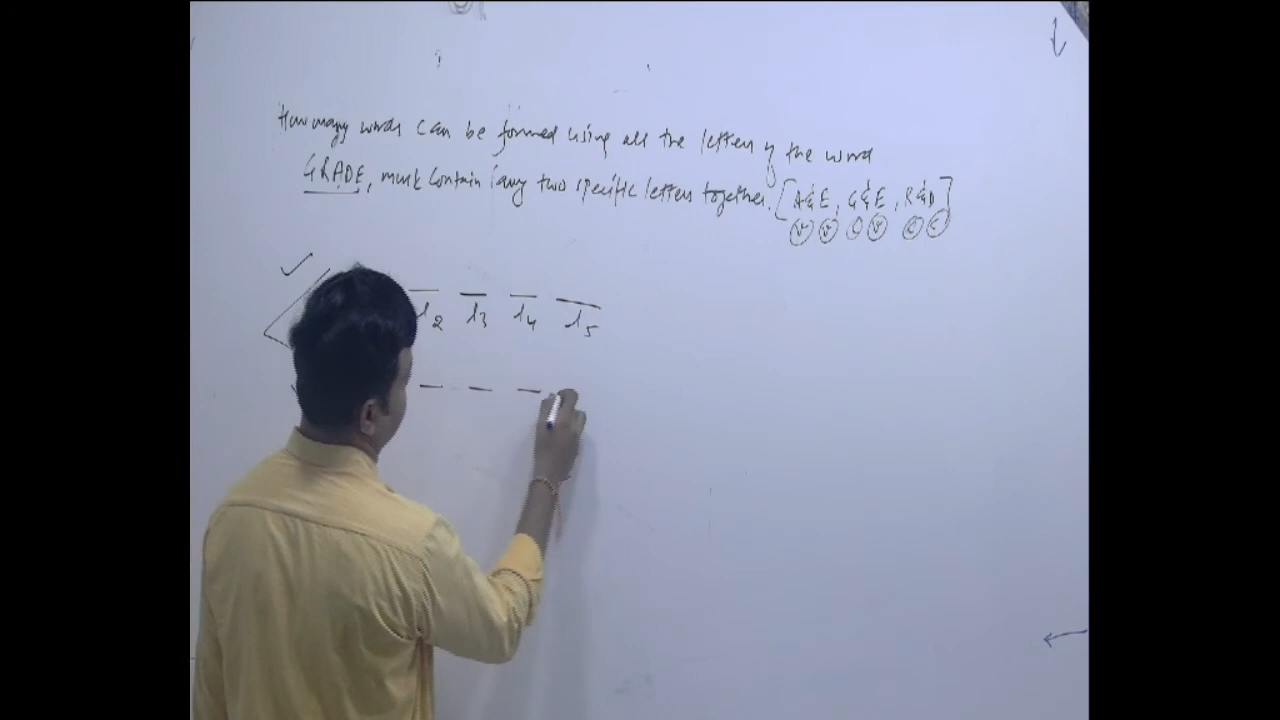 How many words can be formed using all the letters of the word
GRADE, must contain (any two specific letters together. [A & E, G & E, R & D]
V V C V C C
l2 l3 l4 l5